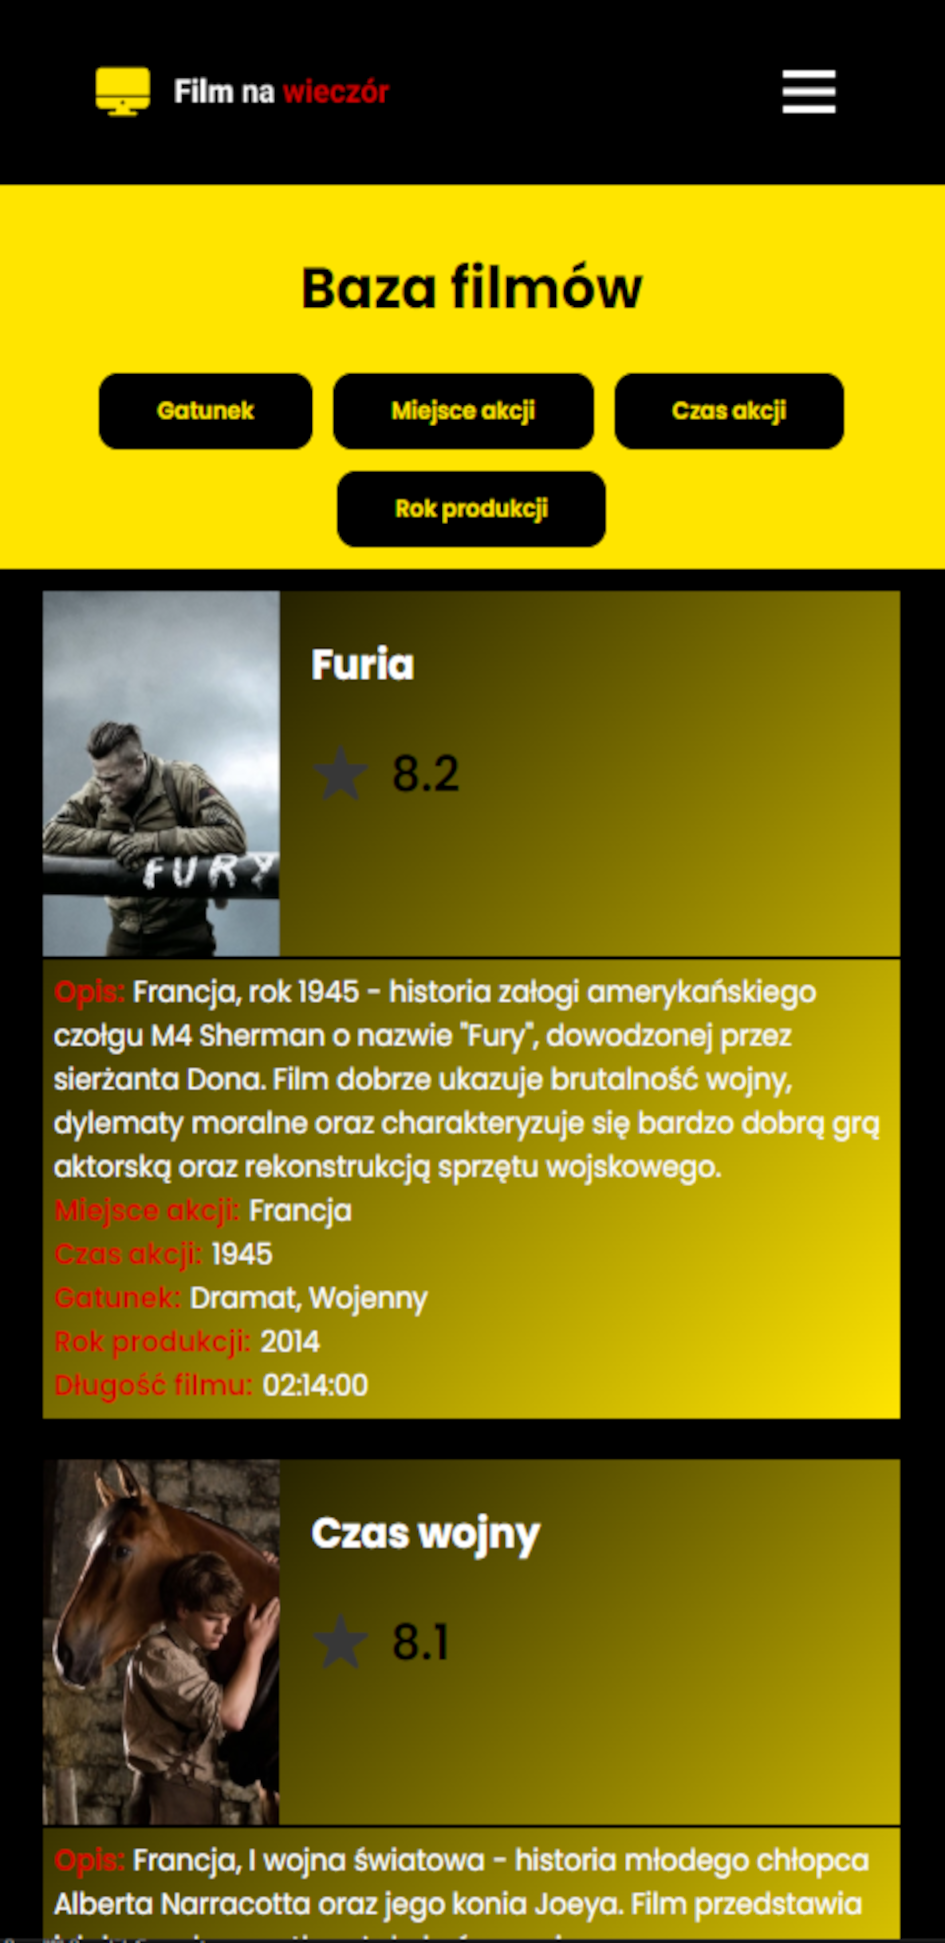 Film na wieczór
Baza filmów
Gatunek
Miejsce akcji
Czas akcji
Rok produkcji
Furia
8.2
FURY
Opis: Francja, rok 1945 - historia załogi amerykańskiego
czołgu M4 Sherman o nazwie "Fury", dowodzonej przez
sierżanta Dona. Film dobrze ukazuje brutalność wojny,
dylematy moralne oraz charakteryzuje się bardzo dobrą grą
aktorską oraz rekonstrukcją sprzętu wojskowego.
Miejsce akcji: Francja
Czas akcji: 1945
Gatunek: Dramat, Wojenny
Rok produkcji: 2014
Długość filmu: 02:14:00
Czas wojny
8.1
Opis: Francja, I wojna światowa - historia młodego chłopca
Alberta Narracotta oraz jego konia Joeya. Film przedstawia